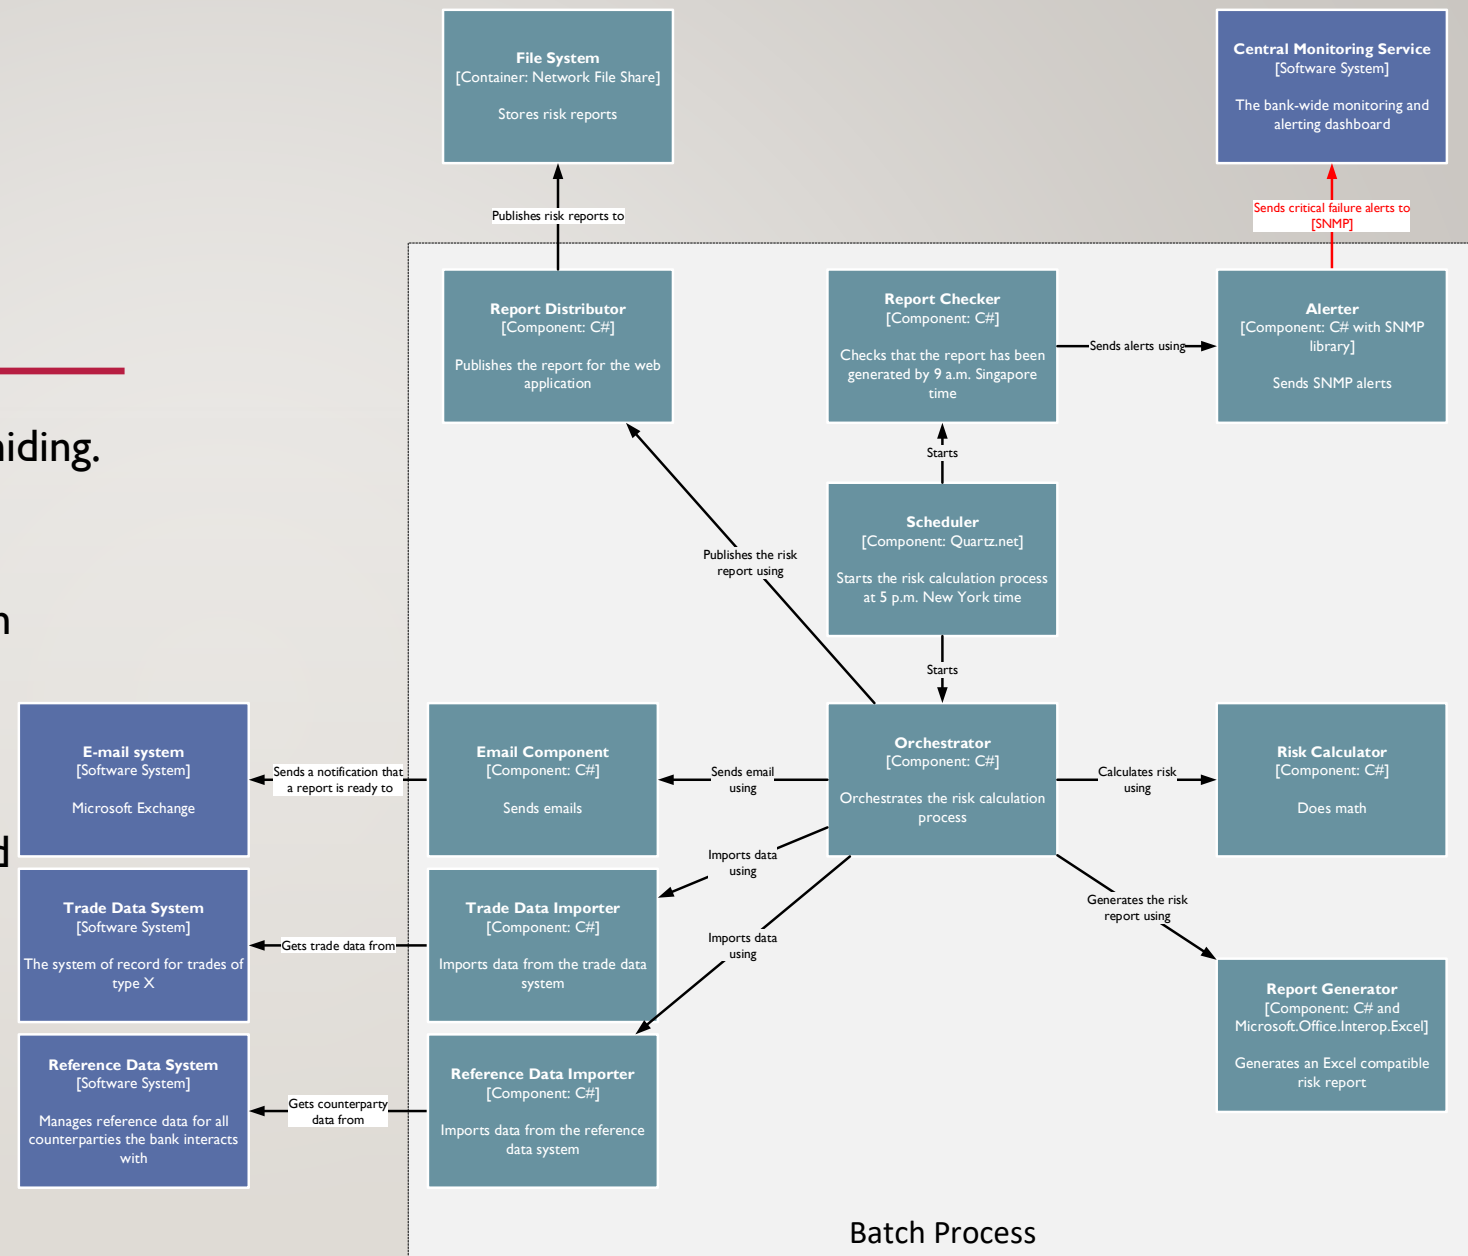 hiding.
n
d
File System
[Container: Network File Share]
Stores risk reports
Central Monitoring Service
[Software System]
The bank-wide monitoring and
alerting dashboard
Publishes risk reports to
Sends critical failure alerts to
[SNMP]
Report Distributor
[Component: C#]
Publishes the report for the web
application
Report Checker
[Component: C#]
Checks that the report has been
generated by 9 a.m. Singapore
time
Sends alerts using
Alerter
[Component: C# with SNMP
library]
Sends SNMP alerts
Starts
Scheduler
[Component: Quartz.net]
Starts the risk calculation process
at 5 p.m. New York time
Publishes the risk
report using
Starts
E-mail system
[Software System]
Microsoft Exchange
Sends a notification that
a report is ready to
Email Component
[Component: C#]
Sends emails
Sends email
using
Orchestrator
[Component: C#]
Orchestrates the risk calculation
process
Calculates risk
using
Risk Calculator
[Component: C#]
Does math
Imports data
using
Trade Data System
[Software System]
The system of record for trades of
type X
Gets trade data from
Trade Data Importer
[Component: C#]
Imports data from the trade data
system
Imports data
using
Generates the risk
report using
Report Generator
[Component: C# and
Microsoft.Office.Interop.Excel]
Generates an Excel compatible
risk report
Reference Data System
[Software System]
Manages reference data for all
counterparties the bank interacts
with
Gets counterparty
data from
Reference Data Importer
[Component: C#]
Imports data from the reference
data system
Batch Process